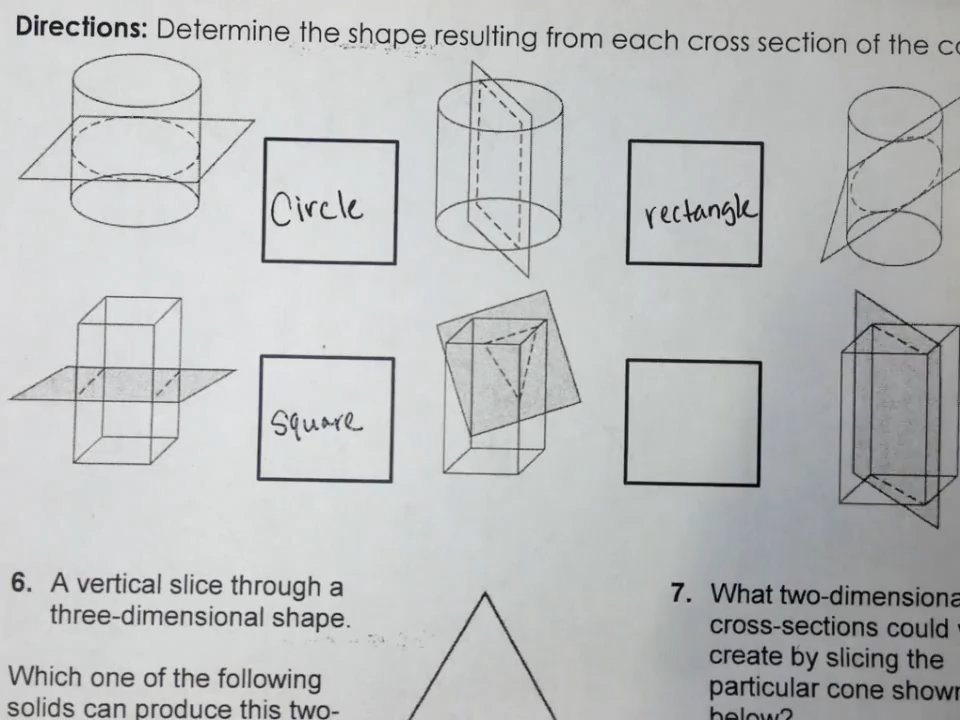 Directions: Determine the shape resulting from each cross section of the
Circle
rectangle
Square
6. A vertical slice through a
three-dimensional shape.
Which one of the following
solids can produce this two-
7. What two-dimensiona
cross-sections could
create by slicing the
particular cone shown
below?